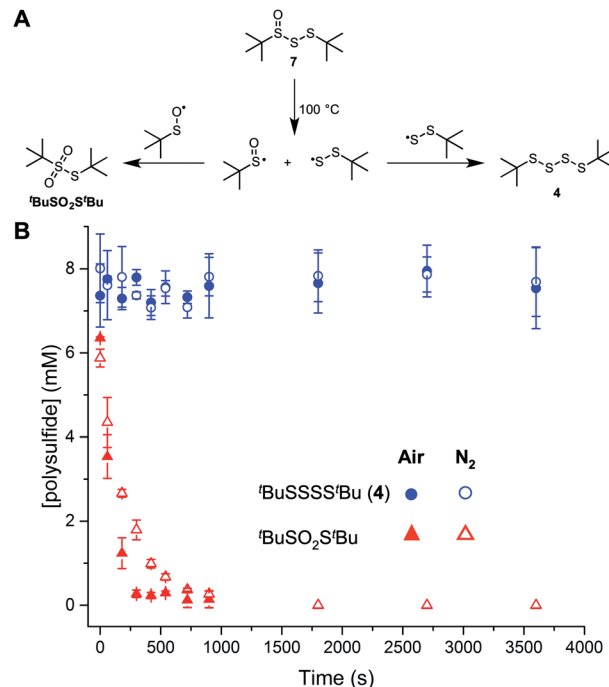 A
O
S S S
7
100 °C
O•
S
O
S
O
S
ᵗBuSO₂SᵗBu
O
S•
+
•S S
•S S
S S S S
4
B
[polysulfide] (mM)
8
6
4
2
0
Air N₂
ᵗBuSSSSᵗBu (4)
ᵗBuSO₂SᵗBu
0 500 1000 1500 2000 2500 3000 3500 4000
Time (s)